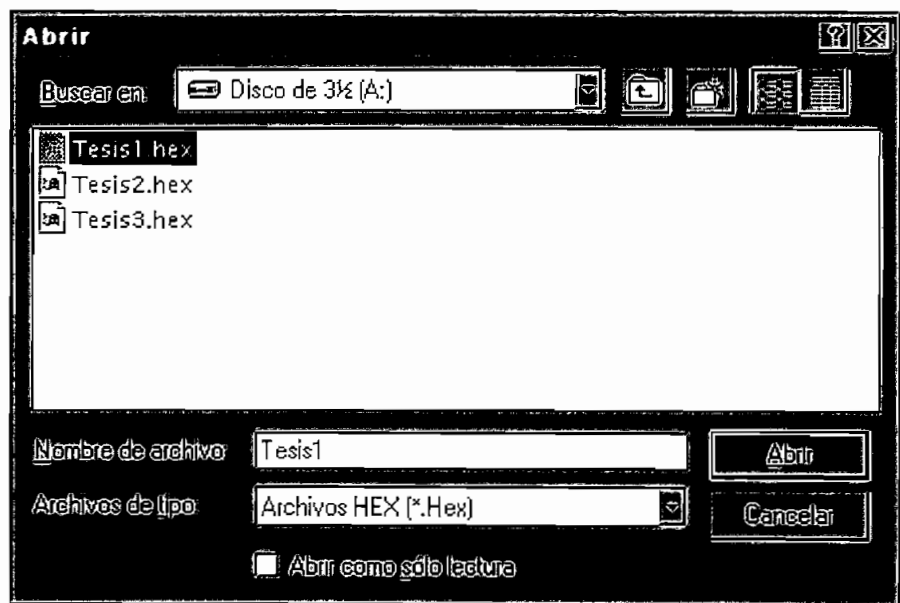 Abrir
Buscar en: Disco de 3½ (A:)
Tesis1.hex
Tesis2.hex
Tesis3.hex
Nombre de archivo: Tesis1 Abrir
Archivos de tipo: Archivos HEX (*.Hex) Cancelar
Abrir como sólo lectura